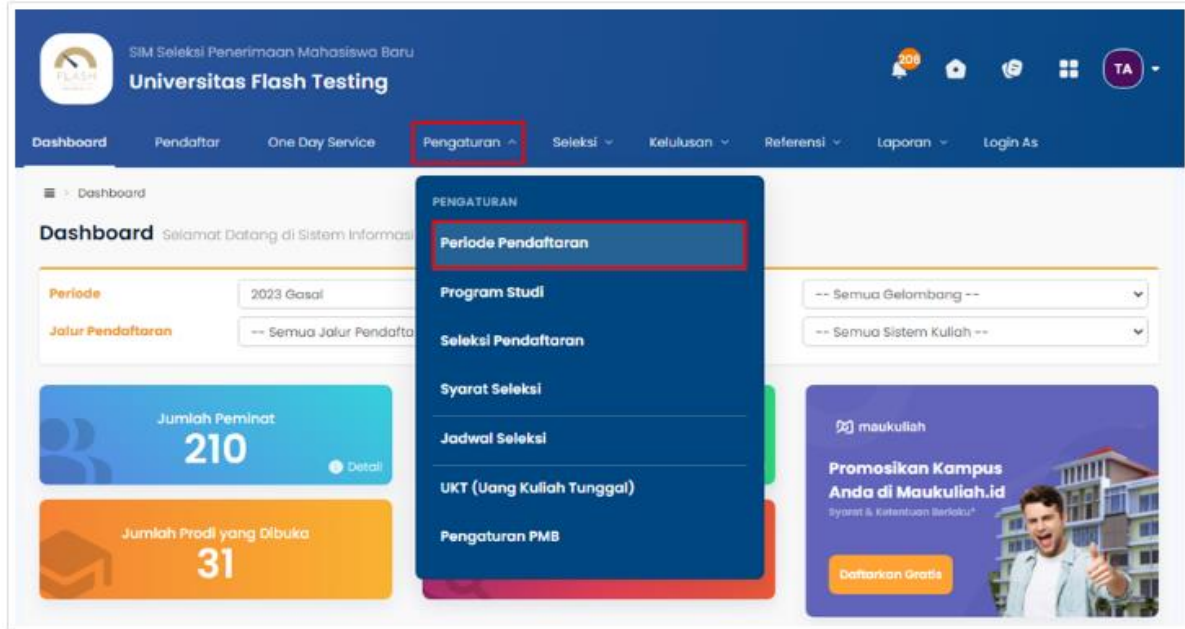 FLASH
SIM Seleksi Penerimaan Mahasiswa Baru
Universitas Flash Testing
206
TA
Dashboard Pendaftar One Day Service Pengaturan Seleksi Kelulusan Referensi Laporan Login As
Dashboard
Dashboard Selamat Datang di Sistem Informasi
PENGATURAN
Periode Pendaftaran
Program Studi
Seleksi Pendaftaran
Syarat Seleksi
Jadwal Seleksi
UKT (Uang Kuliah Tunggal)
Pengaturan PMB
Periode 2023 Gasal -- Semua Gelombang --
Jalur Pendaftaran -- Semua Jalur Pendafta -- Semua Sistem Kuliah --
Jumlah Peminat
210
Detail
Jumlah Prodi yang Dibuka
31
maukuliah
Promosikan Kampus
Anda di Maukuliah.id
Syarat & Ketentuan Berlaku*
Daftarkan Gratis